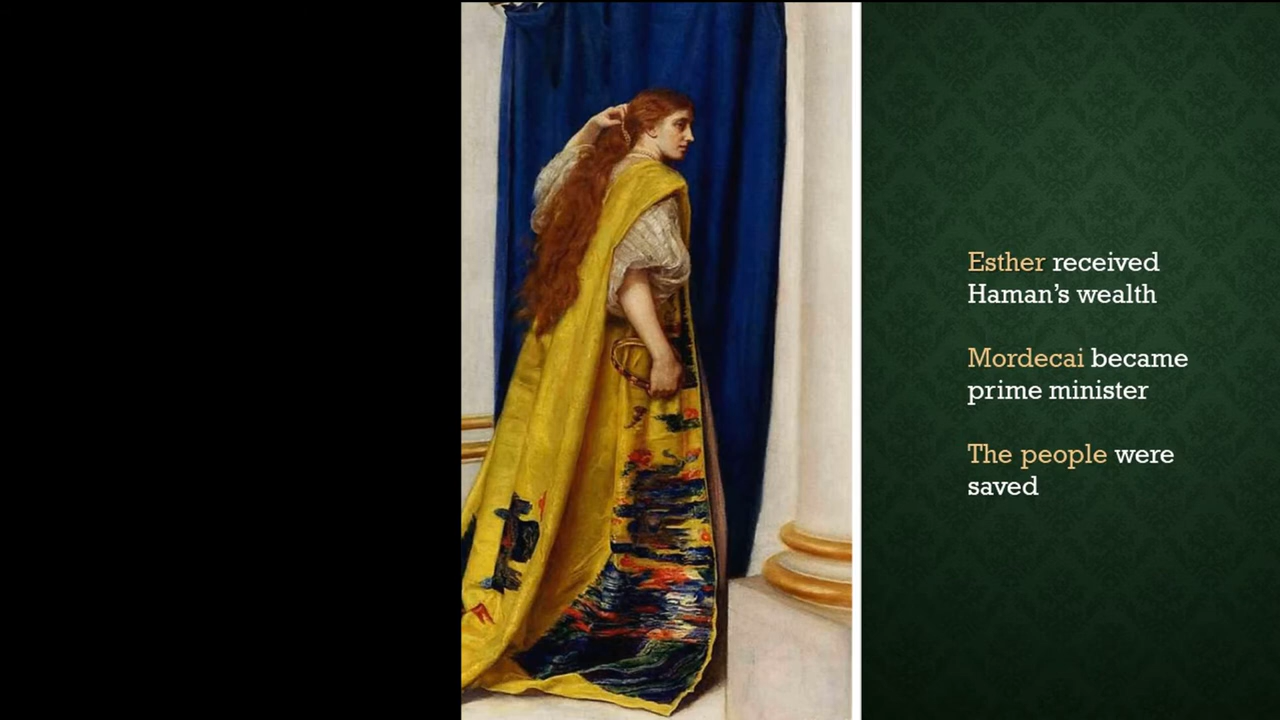 Esther received
Haman’s wealth
Mordecai became
prime minister
The people were
saved